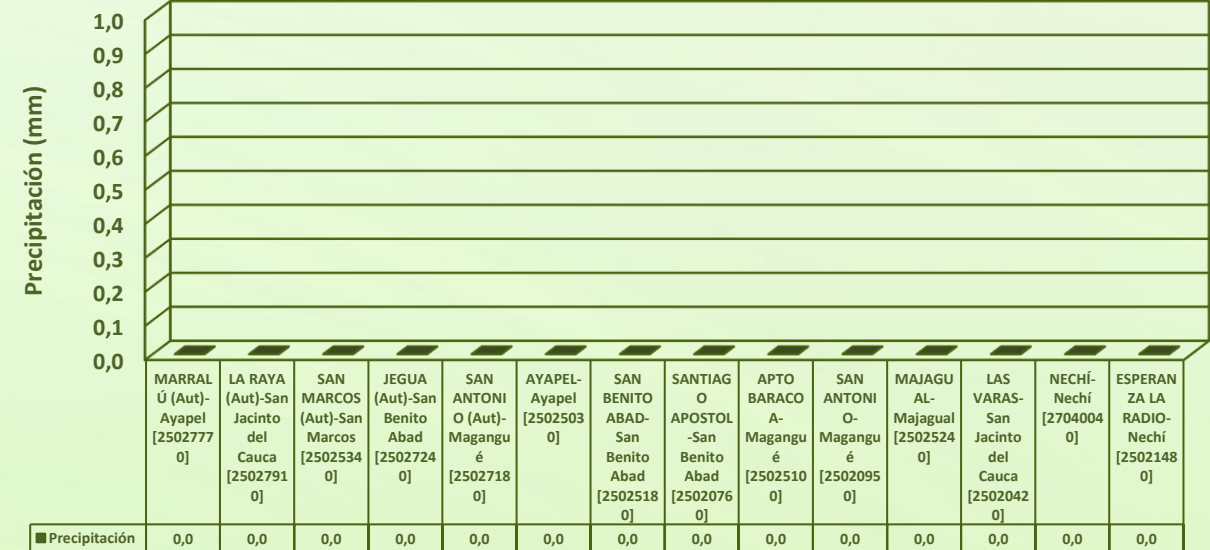 Precipitación (mm)
1,0
0,9
0,8
0,7
0,6
0,5
0,4
0,3
0,2
0,1
0,0
MARRAL
Ú (Aut)-
Ayapel
[2502777
0]
LA RAYA
(Aut)-San
Jacinto
del
Cauca
[2502791
0]
SAN
MARCOS
(Aut)-San
Marcos
[2502534
0]
JEGUA
(Aut)-San
Benito
Abad
[2502724
0]
SAN
ANTONI
O (Aut)-
Magangu
é
[2502718
0]
AYAPEL-
Ayapel
[2502503
0]
SAN
BENITO
ABAD-
San
Benito
Abad
[2502518
0]
SANTIAG
O
APOSTOL
-San
Benito
Abad
[2502076
0]
APTO
BARACO
A-
Magangu
é
[2502510
0]
SAN
ANTONI
O-
Magangu
é
[2502095
0]
MAJAGU
AL-
Majagual
[2502524
0]
LAS
VARAS-
San
Jacinto
del
Cauca
[2502042
0]
NECHÍ-
Nechí
[2704004
0]
ESPERAN
ZA LA
RADIO-
Nechí
[2502148
0]
Precipitación 0,0 0,0 0,0 0,0 0,0 0,0 0,0 0,0 0,0 0,0 0,0 0,0 0,0 0,0